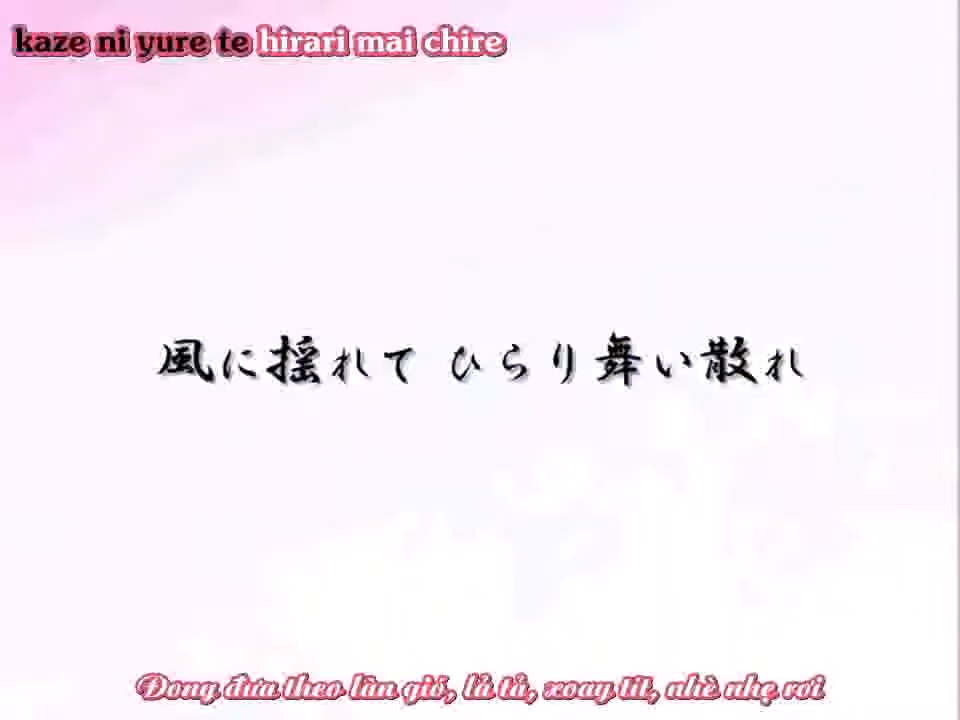 kaze ni yure te hirari mai chire
風に揺れて ひらり舞い散れ
Đong đưa theo làn gió, lả tả, xoay tít, nhè nhẹ rơi